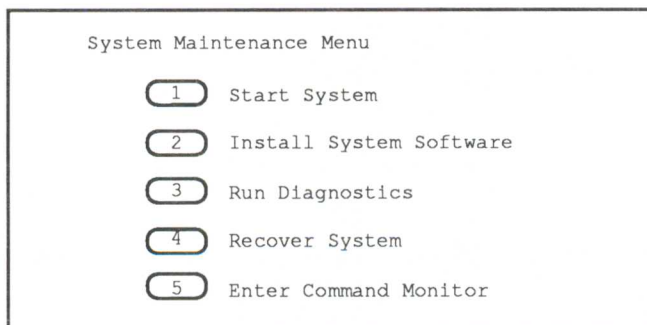 System Maintenance Menu
1 Start System
2 Install System Software
3 Run Diagnostics
4 Recover System
5 Enter Command Monitor